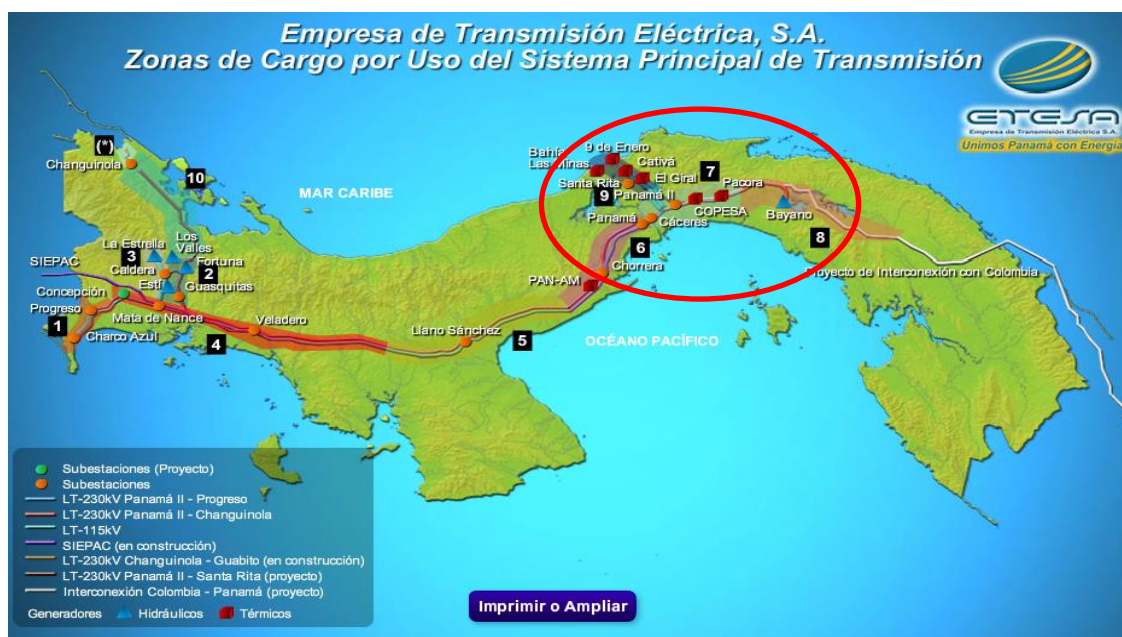 Empresa de Transmisión Eléctrica, S.A.
Zonas de Cargo por Uso del Sistema Principal de Transmisión
ETESA
Empresa de Transmisión Eléctrica S.A.
Unimos Panamá con Energía
(*)
Changuinola
10
MAR CARIBE
Bahía
Las Minas
9 de Enero
Cativá
El Giral
7
Santa Rita
9
Panamá II
Pacora
COPESA
Panamá
Cáceres
Bayano
6
8
La Estrella
Los
Valles
3
SIEPAC
Caldera
Fortuna
2
Estí
Guasquitas
Concepción
Progreso
Mata de Nance
1
Charco Azul
4
Veladero
Chorrera
PAN-AM
Proyecto de Interconexión con Colombia
Llano Sánchez
5
OCÉANO PACÍFICO
Subestaciones (Proyecto)
Subestaciones
LT-230kV Panamá II - Progreso
LT-230kV Panamá II - Changuinola
LT-115kV
SIEPAC (en construcción)
LT-230kV Changuinola - Guabito (en construcción)
LT-230kV Panamá II - Santa Rita (proyecto)
Interconexión Colombia - Panamá (proyecto)
Generadores Hidráulicos Térmicos
Imprimir o Ampliar